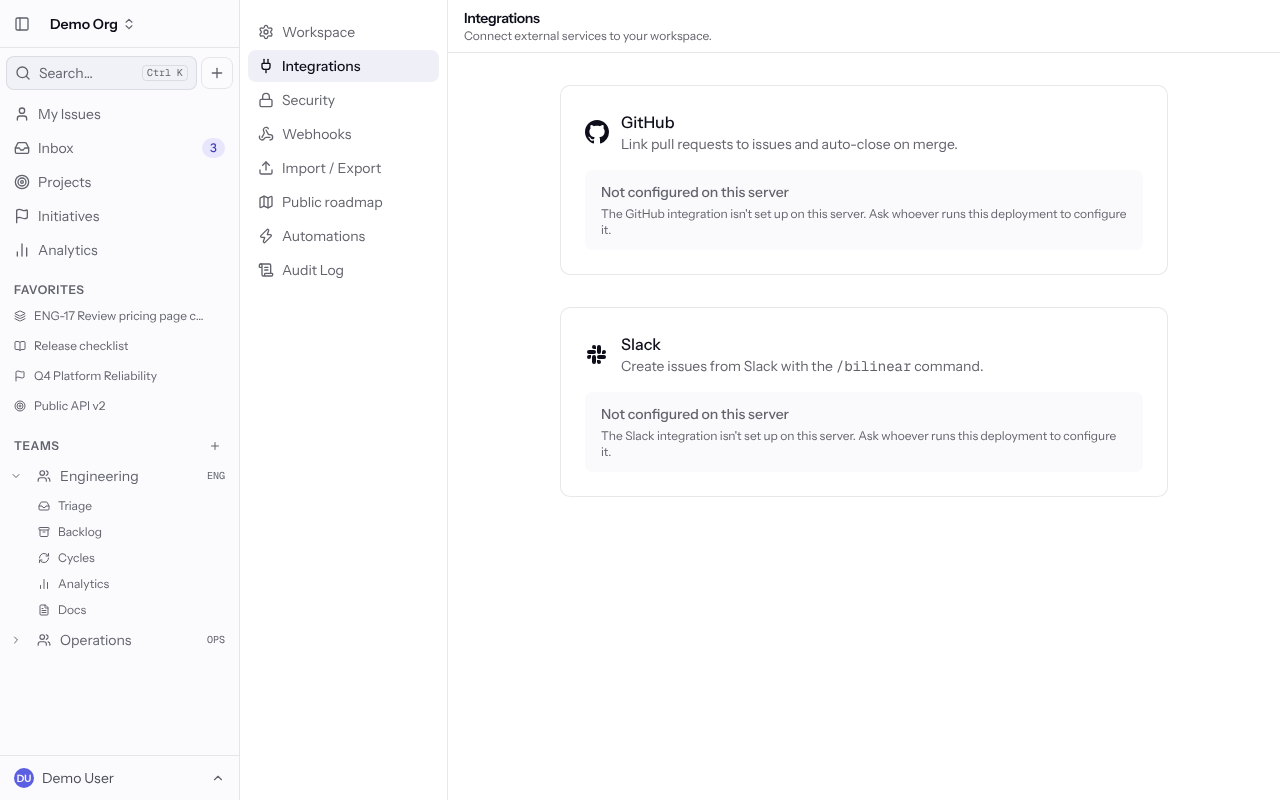 Demo Org
Search...
Ctrl K
My Issues
Inbox
3
Projects
Initiatives
Analytics
FAVORITES
ENG-17 Review pricing page c...
Release checklist
Q4 Platform Reliability
Public API v2
TEAMS
Engineering
ENG
Triage
Backlog
Cycles
Analytics
Docs
Operations
OPS
DU
Demo User
Workspace
Integrations
Security
Webhooks
Import / Export
Public roadmap
Automations
Audit Log
Integrations
Connect external services to your workspace.
GitHub
Link pull requests to issues and auto-close on merge.
Not configured on this server
The GitHub integration isn't set up on this server. Ask whoever runs this deployment to configure
it.
Slack
Create issues from Slack with the /bilinear command.
Not configured on this server
The Slack integration isn't set up on this server. Ask whoever runs this deployment to configure
it.